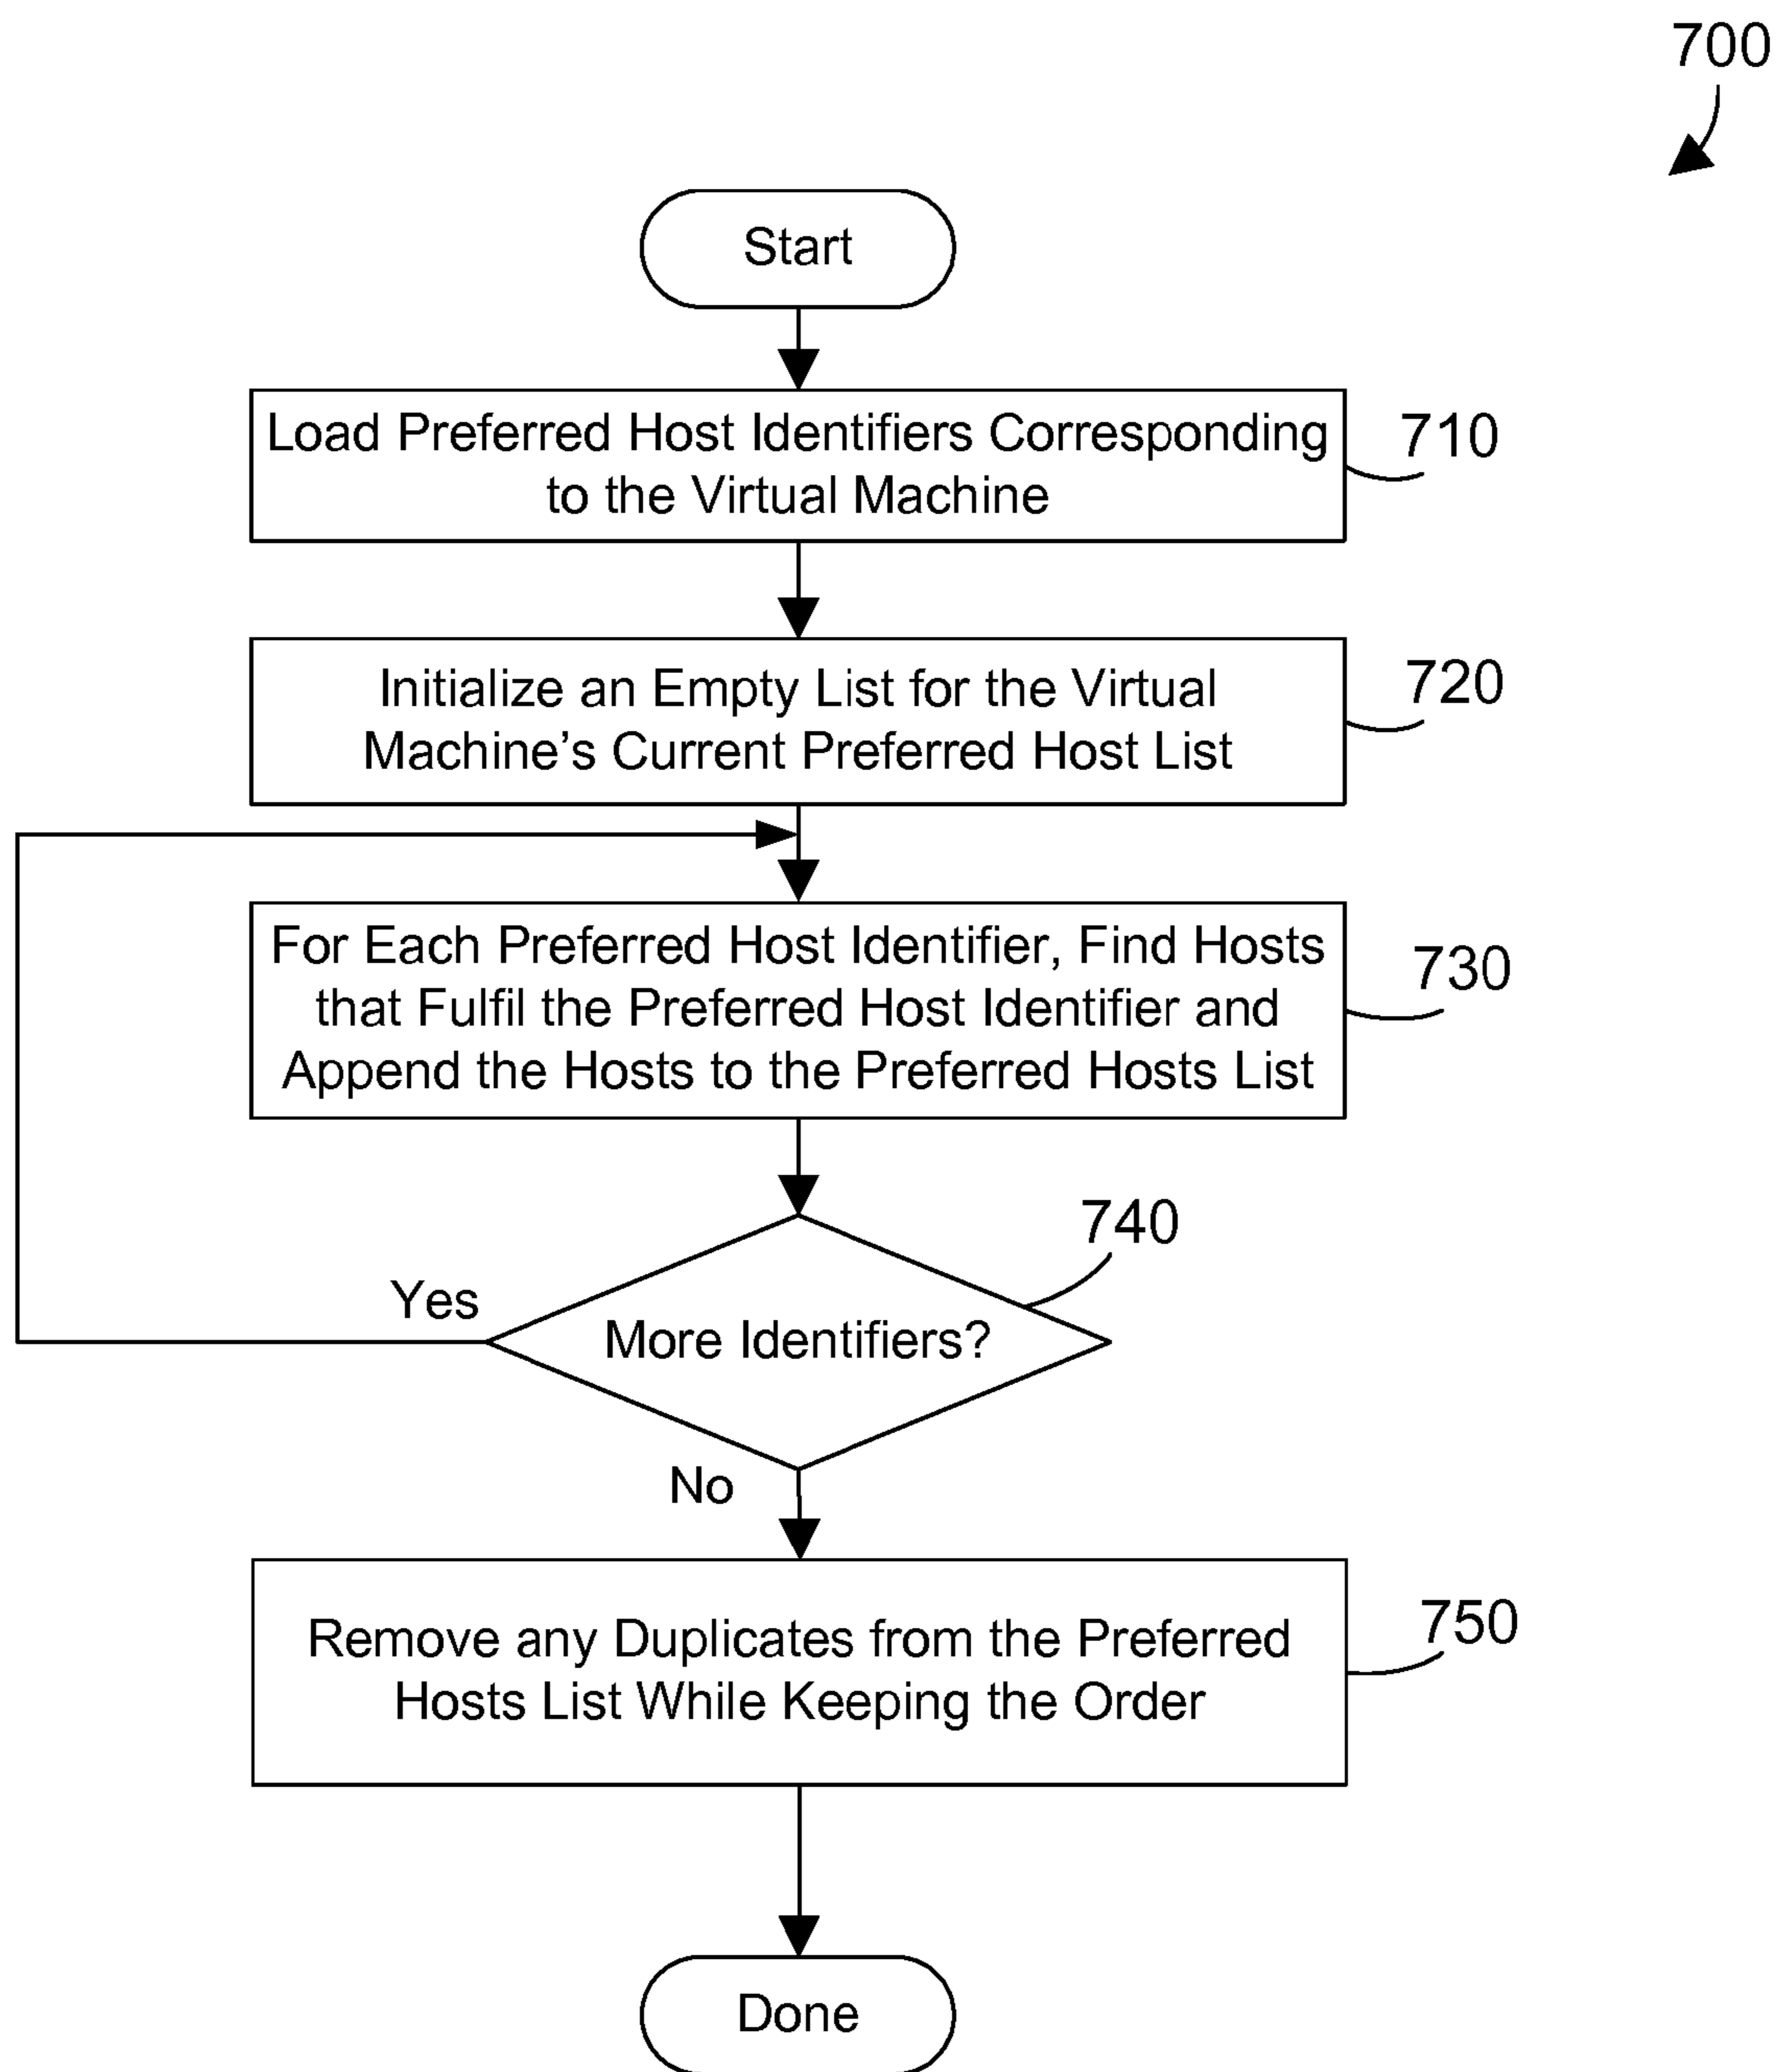 700
Start
Load Preferred Host Identifiers Corresponding
to the Virtual Machine
710
Initialize an Empty List for the Virtual
Machine’s Current Preferred Host List
720
For Each Preferred Host Identifier, Find Hosts
that Fulfil the Preferred Host Identifier and
Append the Hosts to the Preferred Hosts List
730
740
Yes
More Identifiers?
No
Remove any Duplicates from the Preferred
Hosts List While Keeping the Order
750
Done